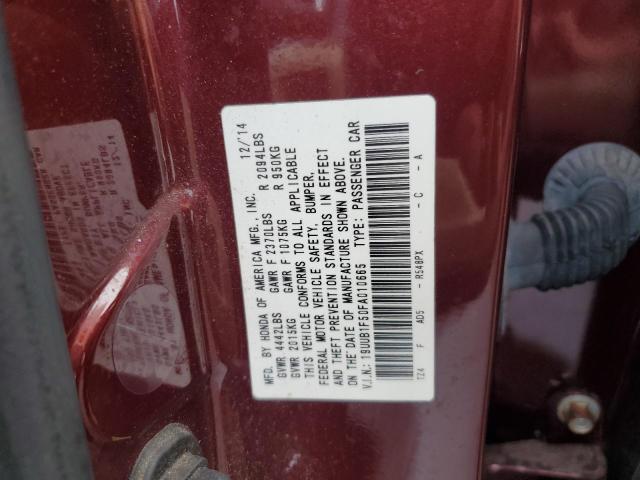 MFD. BY HONDA OF AMERICA MFG., INC. 12/'14
GVWR 4442LBS GAWR F 2370LBS R 2094LBS
GVWR 2015KG GAWR F 1075KG R 950KG
THIS VEHICLE CONFORMS TO ALL APPLICABLE
FEDERAL MOTOR VEHICLE SAFETY, BUMPER,
AND THEFT PREVENTION STANDARDS IN EFFECT
ON THE DATE OF MANUFACTURE SHOWN ABOVE.
V.I.N.: 19UUB1F50FA010665 TYPE: PASSENGER CAR
TZ4 F AD5 - R548PX - C - A